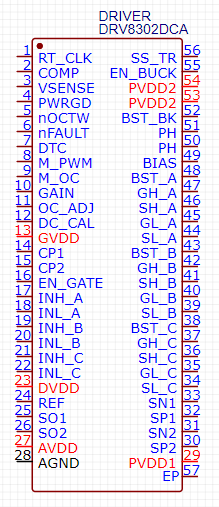 DRIVER
DRV8302DCA
1 RT_CLK SS_TR 56
2 COMP EN_BUCK 55
3 VSENSE PVDD2 54
4 PWRGD PVDD2 53
5 nOCTW BST_BK 52
6 nFAULT PH 51
7 DTC PH 50
8 M_PWM BIAS 49
9 M_OC BST_A 48
10 GAIN GH_A 47
11 OC_ADJ SH_A 46
12 DC_CAL GL_A 45
13 GVDD SL_A 44
14 CP1 BST_B 43
15 CP2 GH_B 42
16 EN_GATE SH_B 41
17 INH_A GL_B 40
18 INL_A SL_B 39
19 INH_B BST_C 38
20 INL_B GH_C 37
21 INH_C SH_C 36
22 INL_C GL_C 35
23 DVDD SL_C 34
24 REF SN1 33
25 SO1 SP1 32
26 SO2 SN2 31
27 AVDD SP2 30
28 AGND PVDD1 29
EP 57